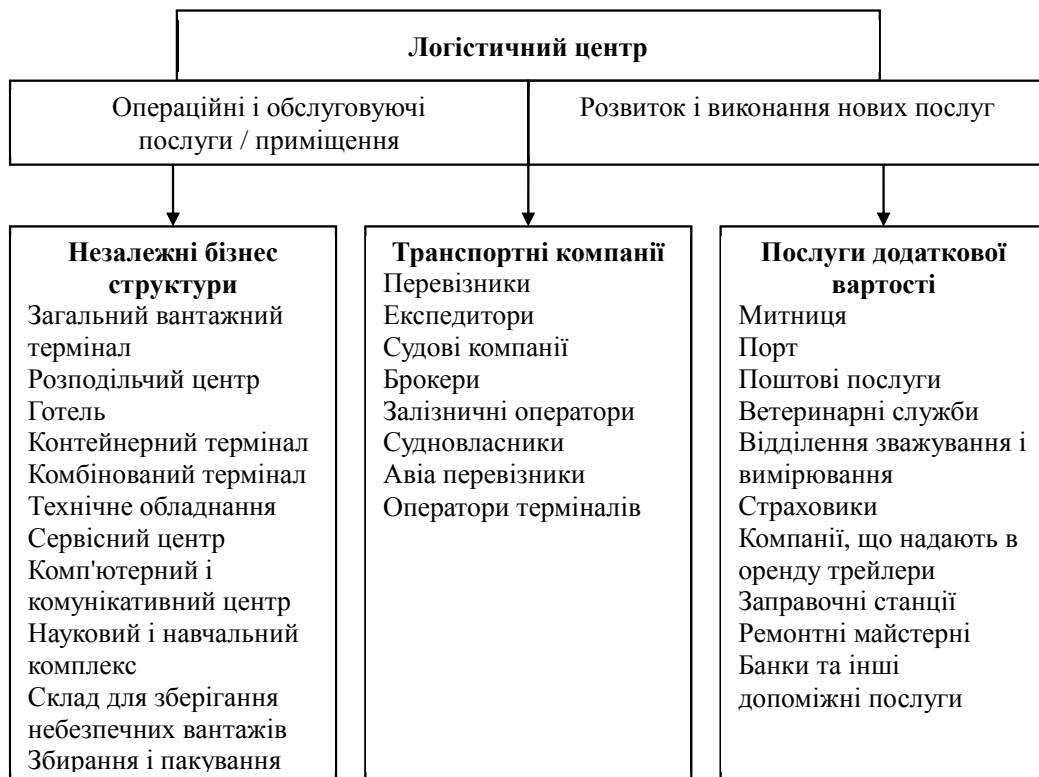 Логістичний центр
Операційні і обслуговуючі
послуги / приміщення
Розвиток і виконання нових послуг
Незалежні бізнес
структури
Загальний вантажний
термінал
Розподільчий центр
Готель
Контейнерний термінал
Комбінований термінал
Технічне обладнання
Сервісний центр
Комп'ютерний і
комунікативний центр
Науковий і навчальний
комплекс
Склад для зберігання
небезпечних вантажів
Збирання і пакування
Транспортні компанії
Перевізники
Експедитори
Судові компанії
Брокери
Залізничні оператори
Судновласники
Авіа перевізники
Оператори терміналів
Послуги додаткової
вартості
Митниця
Порт
Поштові послуги
Ветеринарні служби
Відділення зважування і
вимірювання
Страховики
Компанії, що надають в
оренду трейлери
Заправочні станції
Ремонтні майстерні
Банки та інші
допоміжні послуги